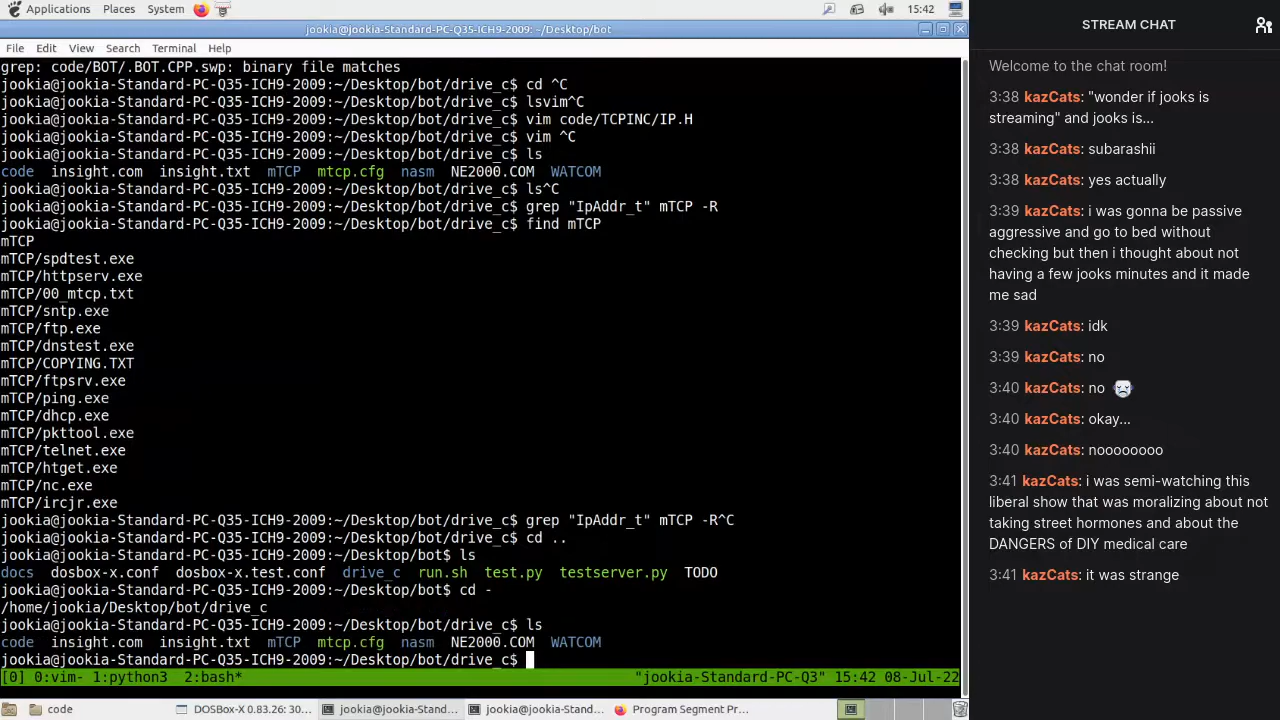 Applications Places System 15:42
jookia@jookia-Standard-PC-Q35-ICH9-2009: ~/Desktop/bot
File Edit View Search Terminal Help
grep: code/BOT/.BOT.CPP.swp: binary file matches
jookia@jookia-Standard-PC-Q35-ICH9-2009:~/Desktop/bot/drive_c$ cd ^C
jookia@jookia-Standard-PC-Q35-ICH9-2009:~/Desktop/bot/drive_c$ lsvim^C
jookia@jookia-Standard-PC-Q35-ICH9-2009:~/Desktop/bot/drive_c$ vim code/TCPINC/IP.H
jookia@jookia-Standard-PC-Q35-ICH9-2009:~/Desktop/bot/drive_c$ vim ^C
jookia@jookia-Standard-PC-Q35-ICH9-2009:~/Desktop/bot/drive_c$ ls
code insight.com insight.txt mTCP mtcp.cfg nasm NE2000.COM WATCOM
jookia@jookia-Standard-PC-Q35-ICH9-2009:~/Desktop/bot/drive_c$ ls^C
jookia@jookia-Standard-PC-Q35-ICH9-2009:~/Desktop/bot/drive_c$ grep "IpAddr_t" mTCP -R
jookia@jookia-Standard-PC-Q35-ICH9-2009:~/Desktop/bot/drive_c$ find mTCP
mTCP
mTCP/spdtest.exe
mTCP/httpserv.exe
mTCP/00_mtcp.txt
mTCP/sntp.exe
mTCP/ftp.exe
mTCP/dnstest.exe
mTCP/COPYING.TXT
mTCP/ftpsrv.exe
mTCP/ping.exe
mTCP/dhcp.exe
mTCP/pkttool.exe
mTCP/telnet.exe
mTCP/htget.exe
mTCP/nc.exe
mTCP/ircjr.exe
jookia@jookia-Standard-PC-Q35-ICH9-2009:~/Desktop/bot/drive_c$ grep "IpAddr_t" mTCP -R^C
jookia@jookia-Standard-PC-Q35-ICH9-2009:~/Desktop/bot/drive_c$ cd ..
jookia@jookia-Standard-PC-Q35-ICH9-2009:~/Desktop/bot$ ls
docs dosbox-x.conf dosbox-x.test.conf drive_c run.sh test.py testserver.py TODO
jookia@jookia-Standard-PC-Q35-ICH9-2009:~/Desktop/bot$ cd -
/home/jookia/Desktop/bot/drive_c
jookia@jookia-Standard-PC-Q35-ICH9-2009:~/Desktop/bot/drive_c$ ls
code insight.com insight.txt mTCP mtcp.cfg nasm NE2000.COM WATCOM
jookia@jookia-Standard-PC-Q35-ICH9-2009:~/Desktop/bot/drive_c$
[0] 0:vim- 1:python3 2:bash* "jookia-Standard-PC-Q3" 15:42 08-Jul-22
code DOSBox-X 0.83.26: 30... jookia@jookia-Stand... jookia@jookia-Stand... Program Segment Pr...
STREAM CHAT
Welcome to the chat room!
3:38 kazCats: "wonder if jooks is
streaming" and jooks is...
3:38 kazCats: subarashii
3:38 kazCats: yes actually
3:39 kazCats: i was gonna be passive
aggressive and go to bed without
checking but then i thought about not
having a few jooks minutes and it made
me sad
3:39 kazCats: idk
3:39 kazCats: no
3:40 kazCats: no
3:40 kazCats: okay...
3:40 kazCats: noooooooo
3:41 kazCats: i was semi-watching this
liberal show that was moralizing about not
taking street hormones and about the
DANGERS of DIY medical care
3:41 kazCats: it was strange